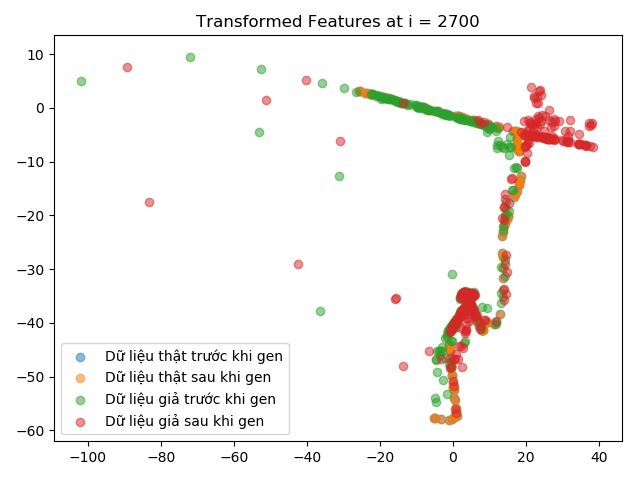 Transformed Features at i = 2700
10
0
−10
−20
−30
−40
−50
−60
Dữ liệu thật trước khi gen
Dữ liệu thật sau khi gen
Dữ liệu giả trước khi gen
Dữ liệu giả sau khi gen
−100 −80 −60 −40 −20 0 20 40